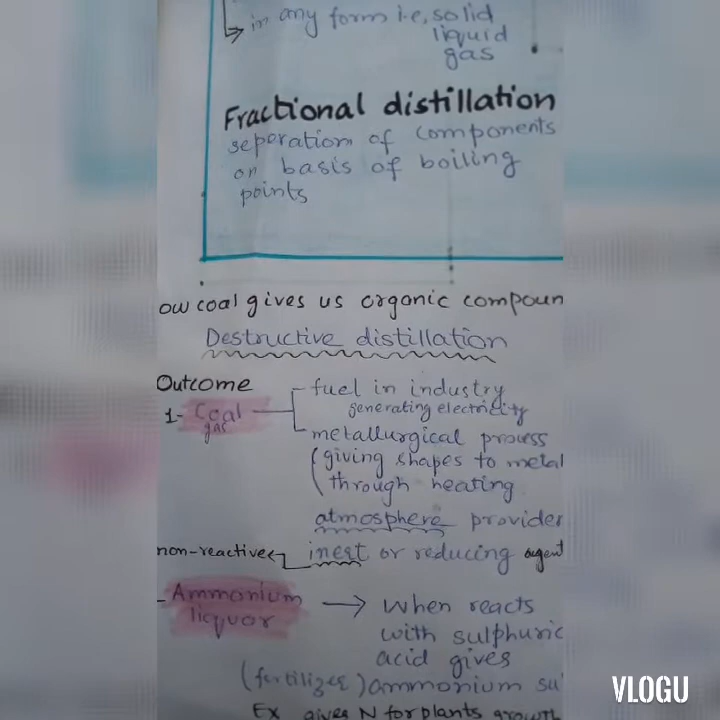 in any form i.e, solid
liquid
gas
Fractional distillation
seperation of components
on basis of boiling
points
ow coal gives us organic compoun
Destructive distillation
Outcome
1- Coal gas
fuel in industry
generating electricity
metallurgical process
(giving shapes to metal
through heating
atmosphere provider
non-reactive inert or reducing agent
- Ammonium
liquor
→ when reacts
with sulphuric
acid gives
(fertilizer) ammonium su
Ex gives N for plants growth
VLOGU